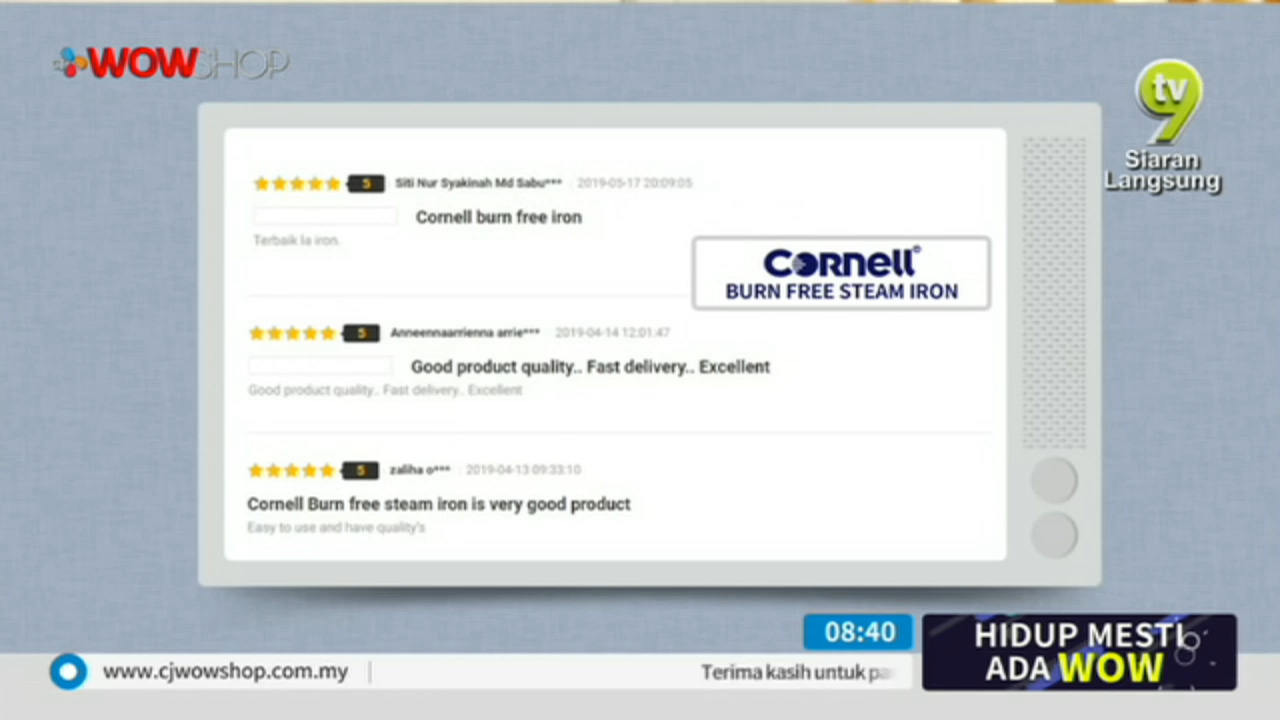 WOWSHOP
tv9
Siaran
Langsung
5 Siti Nur Syakinah Md Sabu*** 2019-05-17 20:09:05
Cornell burn free iron
Terbaik la iron.
Cornell®
BURN FREE STEAM IRON
5 Anneennaarrienna arrie*** 2019-04-14 12:01:47
Good product quality.. Fast delivery.. Excellent
Good product quality.. Fast delivery.. Excellent
5 zaliha o*** 2019-04-13 09:33:10
Cornell Burn free steam iron is very good product
Easy to use and have quality's
08:40
HIDUP MESTI
ADA WOW
www.cjwowshop.com.my
Terima kasih untuk pa